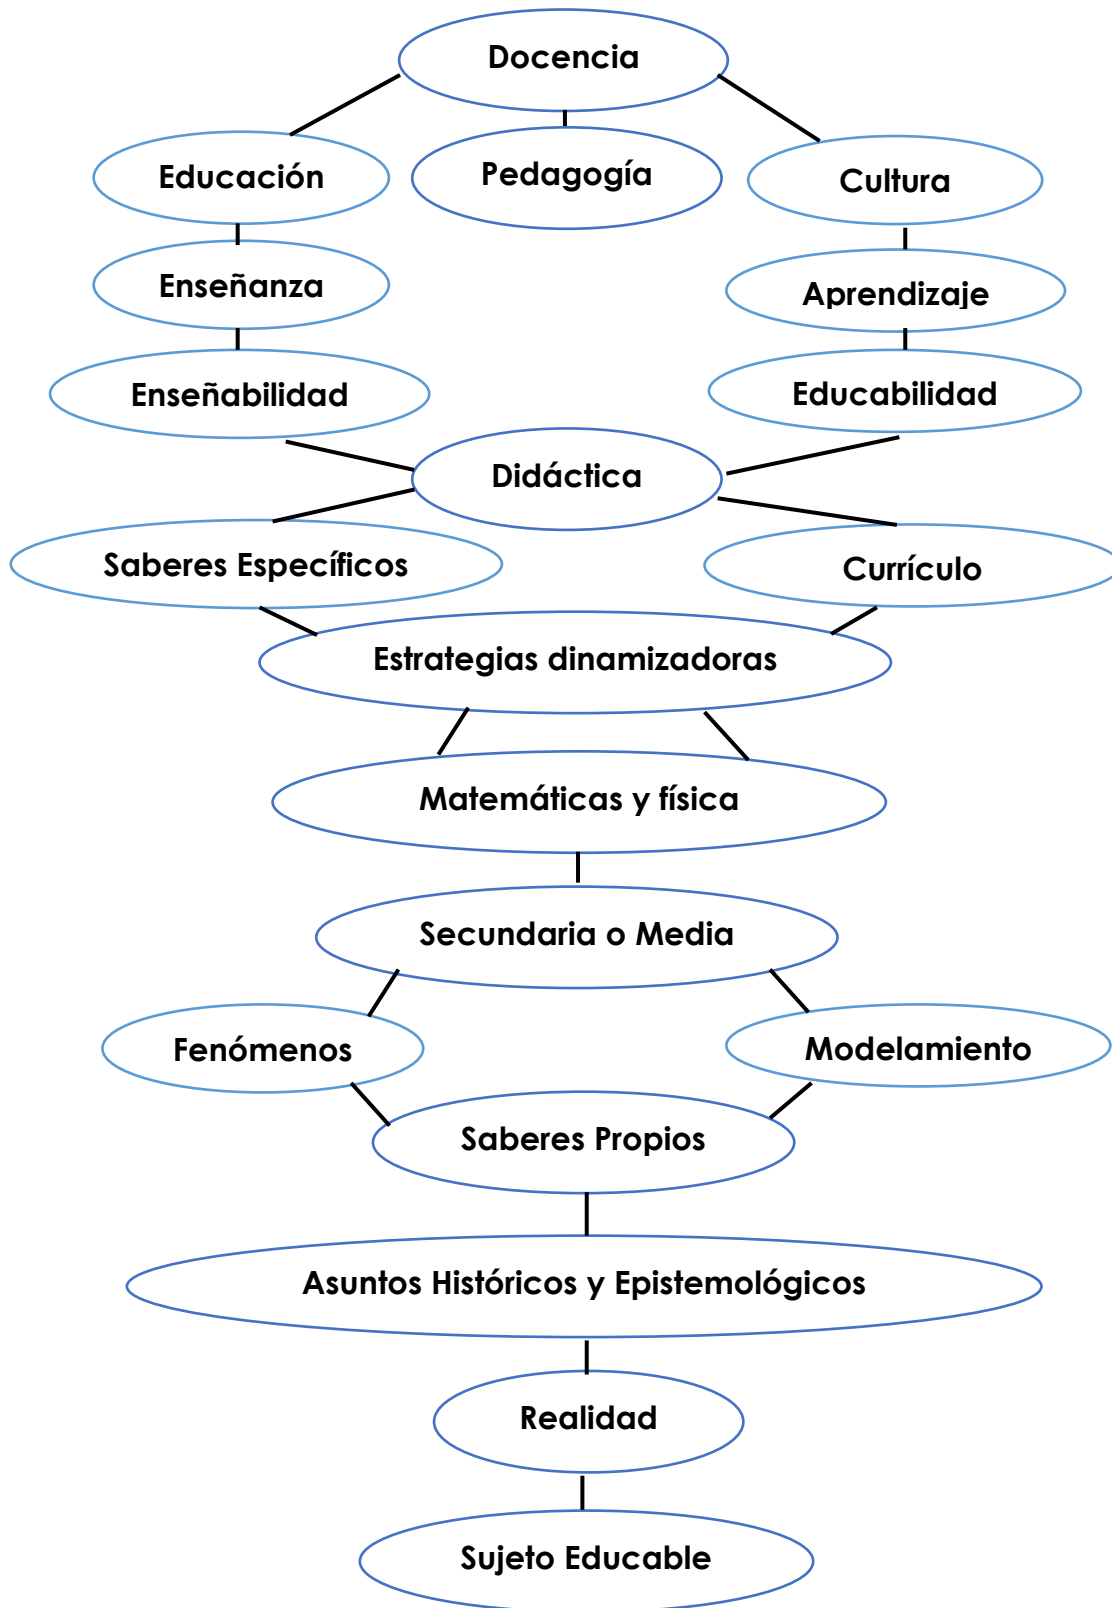 Docencia
Educación
Pedagogía
Cultura
Enseñanza
Aprendizaje
Enseñabilidad
Educabilidad
Didáctica
Saberes Específicos
Currículo
Estrategias dinamizadoras
Matemáticas y física
Secundaria o Media
Fenómenos
Modelamiento
Saberes Propios
Asuntos Históricos y Epistemológicos
Realidad
Sujeto Educable